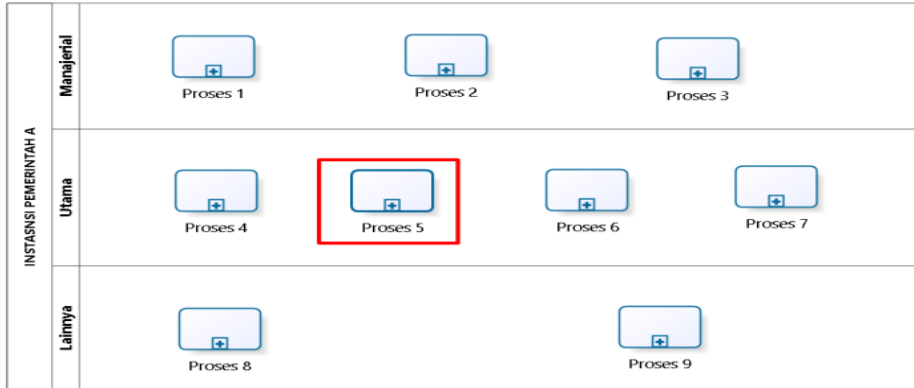 INSTASNSI PEMERINTAH A
Manajerial
Proses 1
Proses 2
Proses 3
Utama
Proses 4
Proses 5
Proses 6
Proses 7
Lainnya
Proses 8
Proses 9